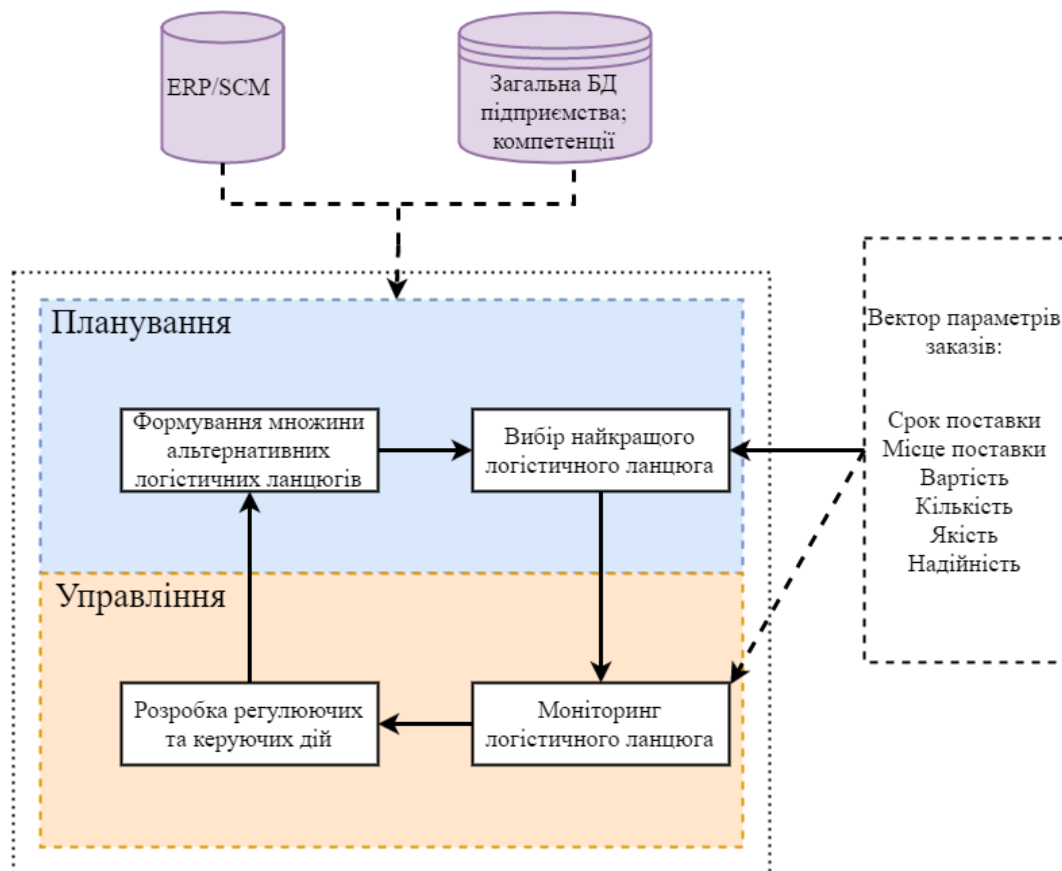 ERP/SCM
Загальна БД
підприємства;
компетенції
Планування
Формування множини
альтернативних
логістичних ланцюгів
Вибір найкращого
логістичного ланцюга
Вектор параметрів
заказів:
Срок поставки
Місце поставки
Вартість
Кількість
Якість
Надійність
Управління
Розробка регулюючих
та керуючих дій
Моніторинг
логістичного ланцюга